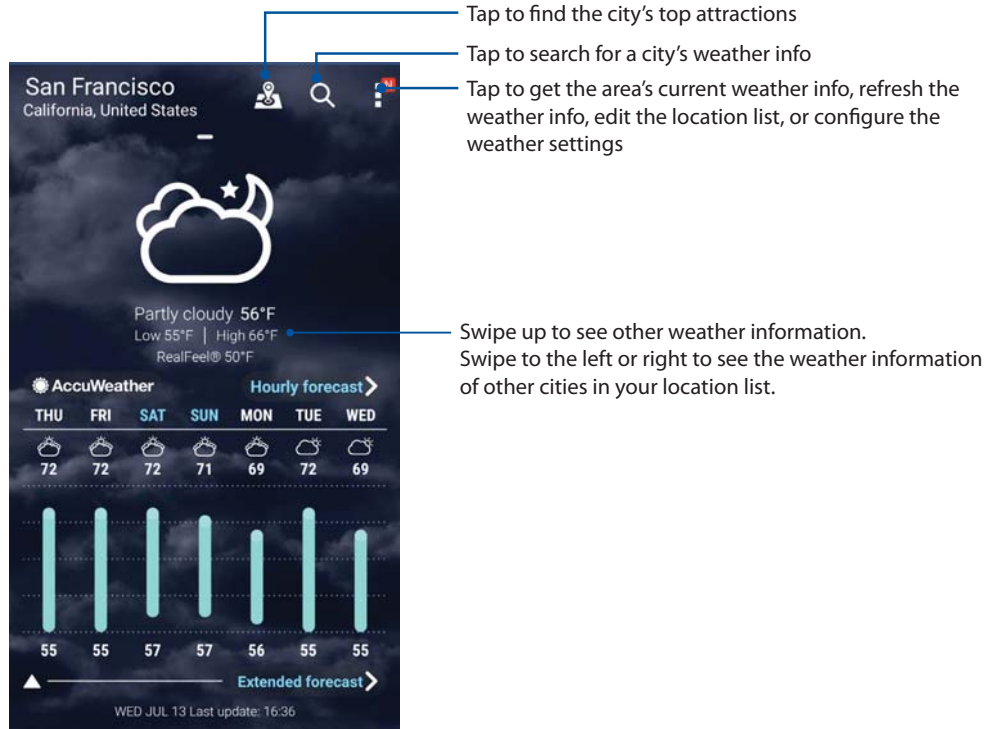 Tap to find the city's top attractions
Tap to search for a city's weather info
Tap to get the area's current weather info, refresh the
weather info, edit the location list, or configure the
weather settings
San Francisco
California, United States
Partly cloudy 56°F
Low 55°F | High 66°F
RealFeel® 50°F
Swipe up to see other weather information.
Swipe to the left or right to see the weather information
of other cities in your location list.
AccuWeather Hourly forecast
THU FRI SAT SUN MON TUE WED
72 72 72 71 69 72 69
55 55 57 57 56 55 55
Extended forecast
WED JUL 13 Last update: 16:36